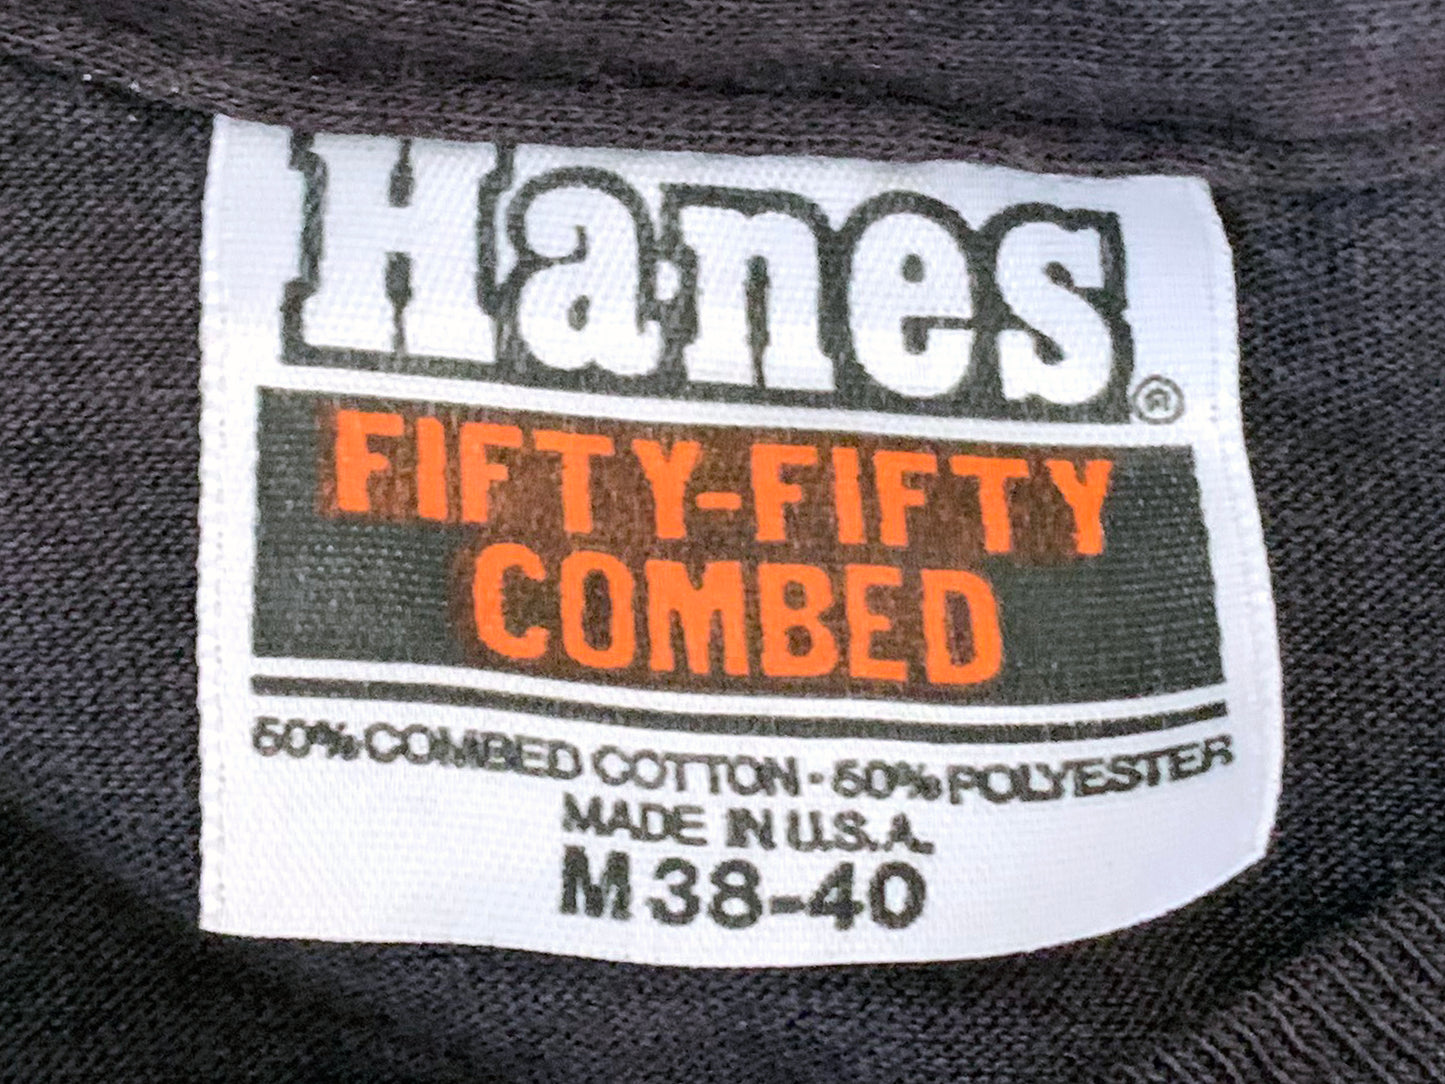 Hanes®
FIFTY-FIFTY
COMBED
50% COMBED COTTON - 50% POLYESTER
MADE IN U.S.A.
M 38-40